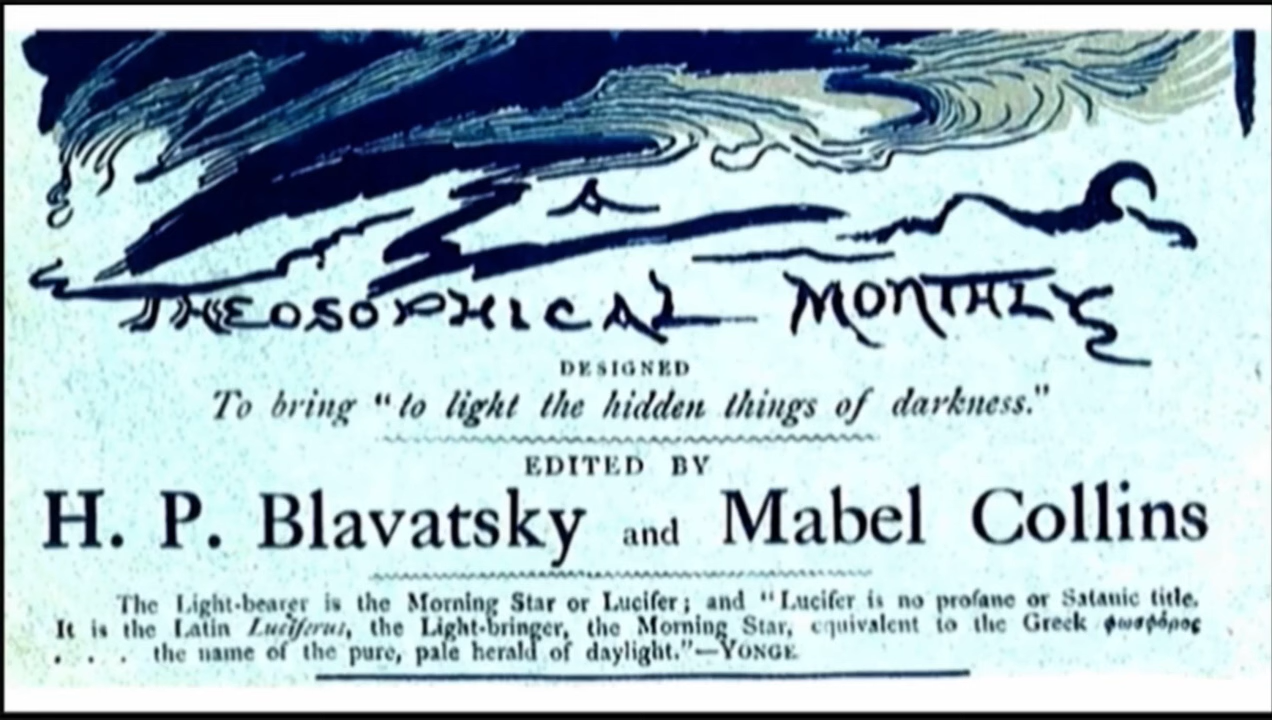 A
THEOSOPHICAL MONTHLY
DESIGNED
To bring "to light the hidden things of darkness."
EDITED BY
H. P. Blavatsky and Mabel Collins
The Light-bearer is the Morning Star or Lucifer; and "Lucifer is no profane or Satanic title.
It is the Latin Luciferus, the Light-bringer, the Morning Star, equivalent to the Greek φωσφόρος
. . . . the name of the pure, pale herald of daylight."—YONGE